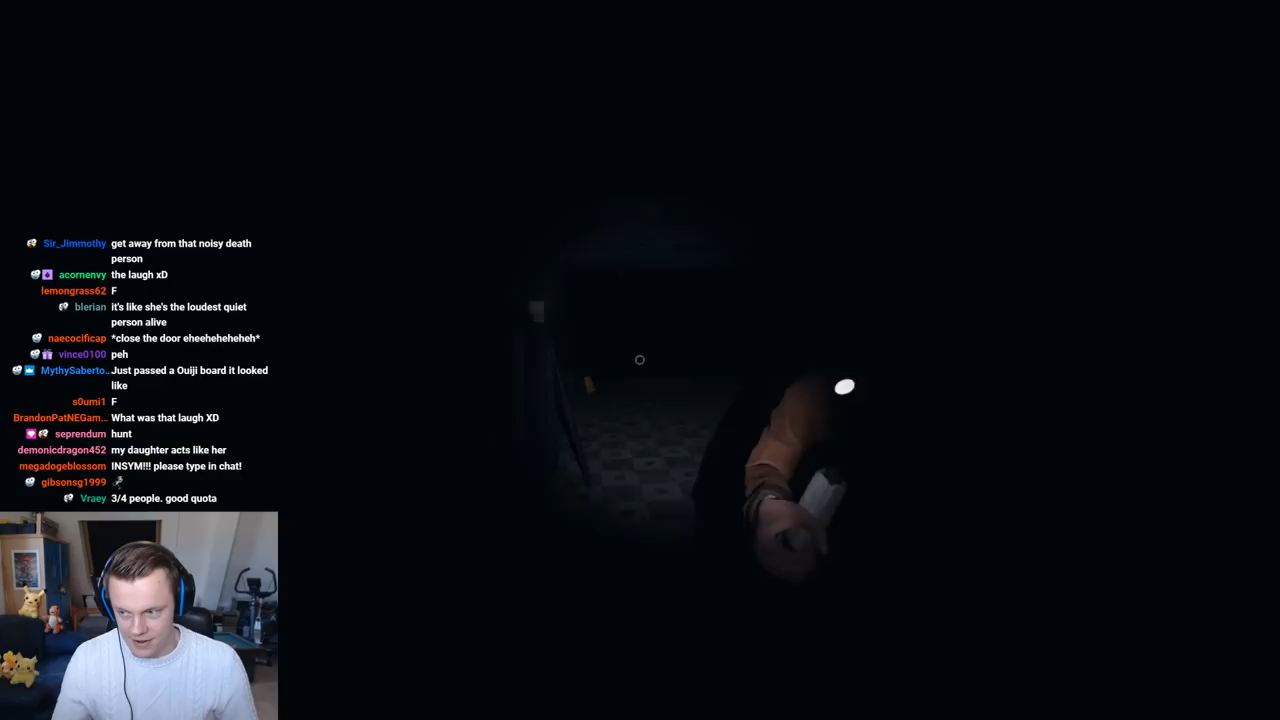 Sir_Jimmothy get away from that noisy death
person
acornenvy the laugh xD
lemongrass62 F
blerian it's like she's the loudest quiet
person alive
naecocificap *close the door eheeheheheheh*
vince0100 peh
MythySaberto... Just passed a Ouiji board it looked
like
s0umi1 F
BrandonPatNEGam... What was that laugh XD
seprendum hunt
demonicdragon452 my daughter acts like her
megadogeblossom INSYM!!! please type in chat!
gibsonsg1999
Vraey 3/4 people. good quota